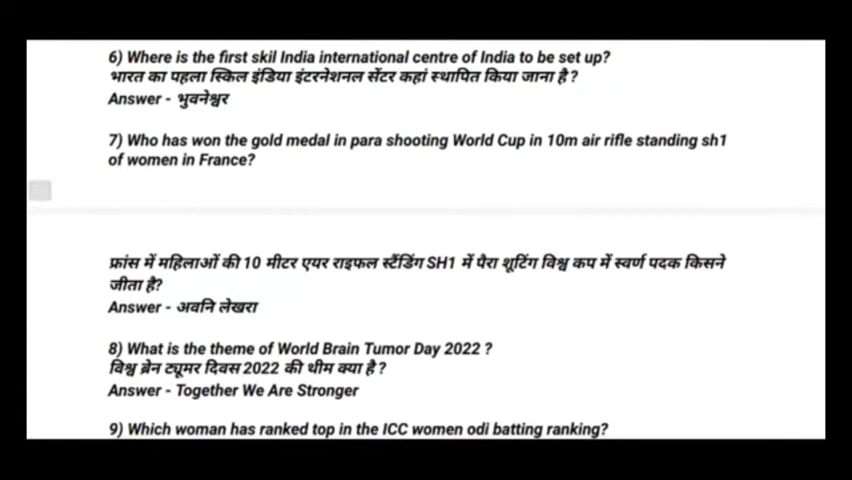 6) Where is the first skil India international centre of India to be set up?
भारत का पहला स्किल इंडिया इंटरनेशनल सेंटर कहां स्थापित किया जाना है?
Answer - भुवनेश्वर
7) Who has won the gold medal in para shooting World Cup in 10m air rifle standing sh1
of women in France?
फ्रांस में महिलाओं की 10 मीटर एयर राइफल स्टैंडिंग SH1 में पैरा शूटिंग विश्व कप में स्वर्ण पदक किसने
जीता है?
Answer - अवनि लेखरा
8) What is the theme of World Brain Tumor Day 2022 ?
विश्व ब्रेन ट्यूमर दिवस 2022 की थीम क्या है ?
Answer - Together We Are Stronger
9) Which woman has ranked top in the ICC women odi batting ranking?